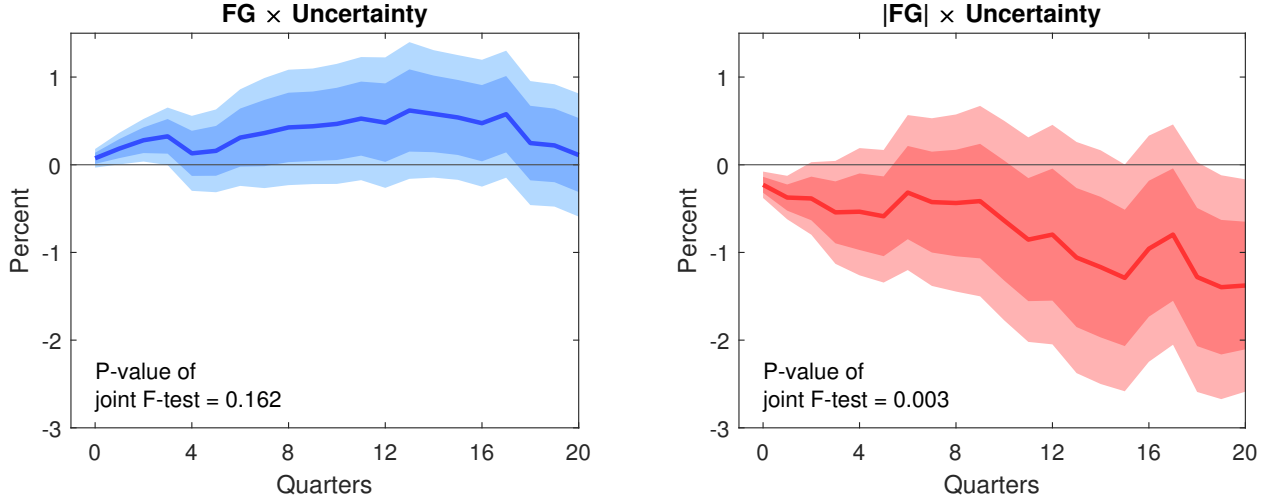 FG × Uncertainty
1
0
-1
-2
-3
Percent
P-value of
joint F-test = 0.162
0 4 8 12 16 20
Quarters
|FG| × Uncertainty
1
0
-1
-2
-3
Percent
P-value of
joint F-test = 0.003
0 4 8 12 16 20
Quarters